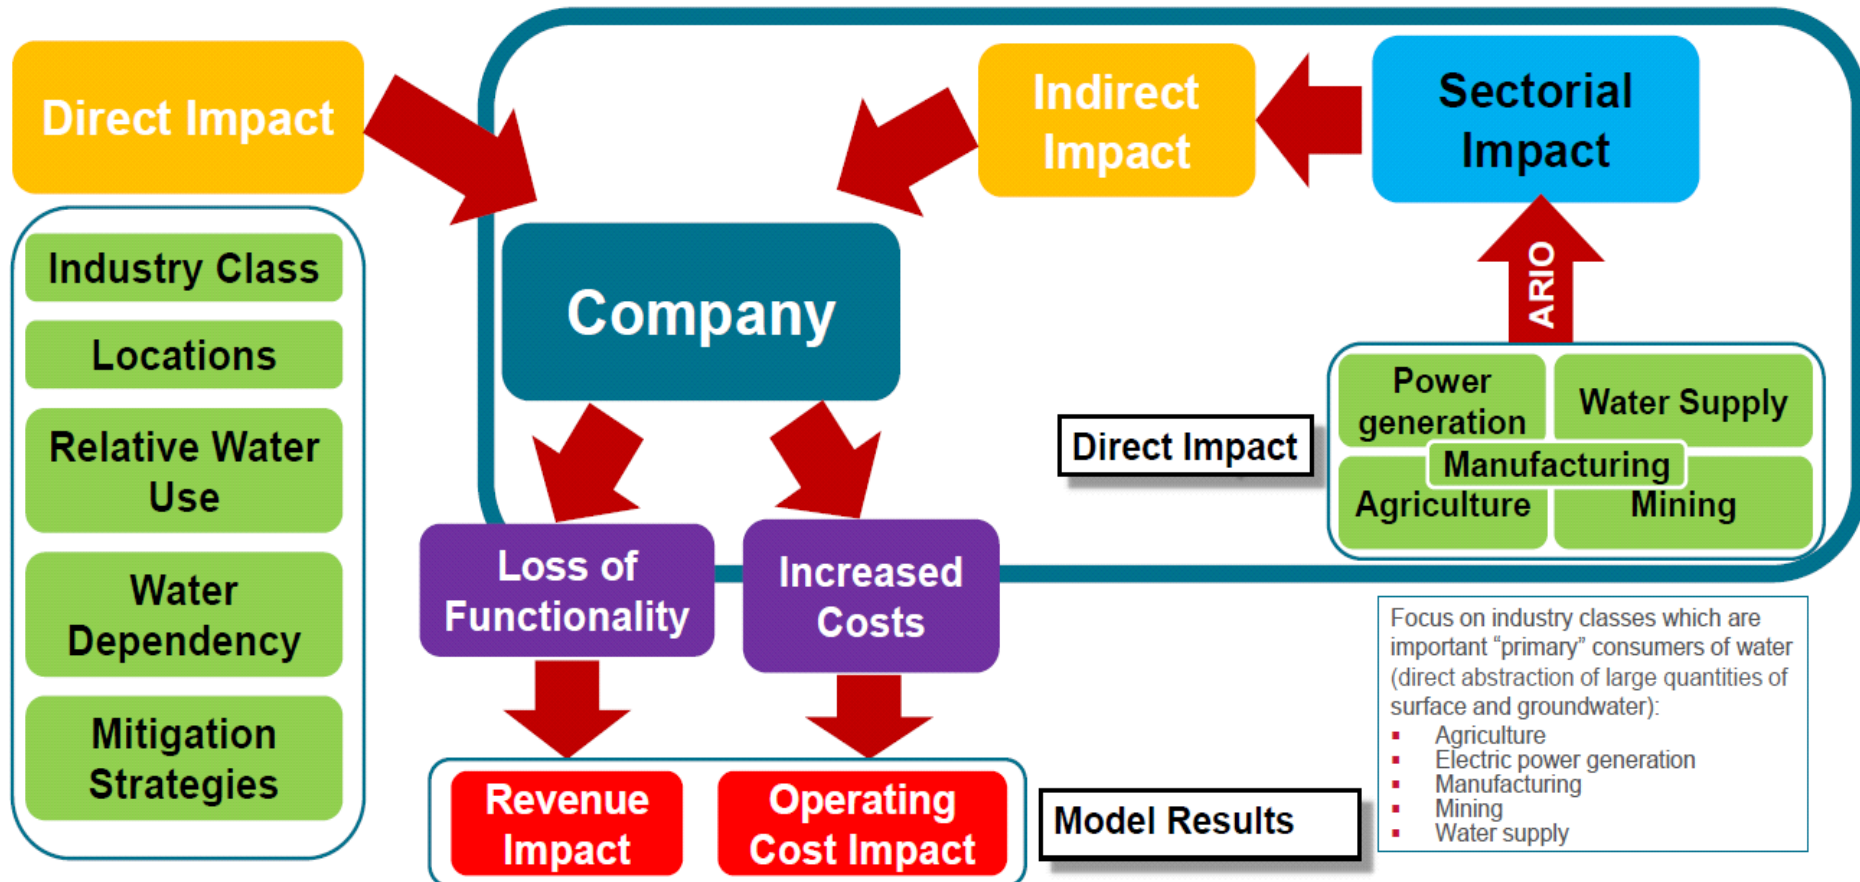 Direct Impact
Industry Class
Locations
Relative Water
Use
Water
Dependency
Mitigation
Strategies
Company
Indirect
Impact
Sectorial
Impact
ARIO
Direct Impact
Power
generation
Water Supply
Manufacturing
Agriculture
Mining
Loss of
Functionality
Increased
Costs
Revenue
Impact
Operating
Cost Impact
Model Results
Focus on industry classes which are
important “primary” consumers of water
(direct abstraction of large quantities of
surface and groundwater):
▪ Agriculture
▪ Electric power generation
▪ Manufacturing
▪ Mining
▪ Water supply